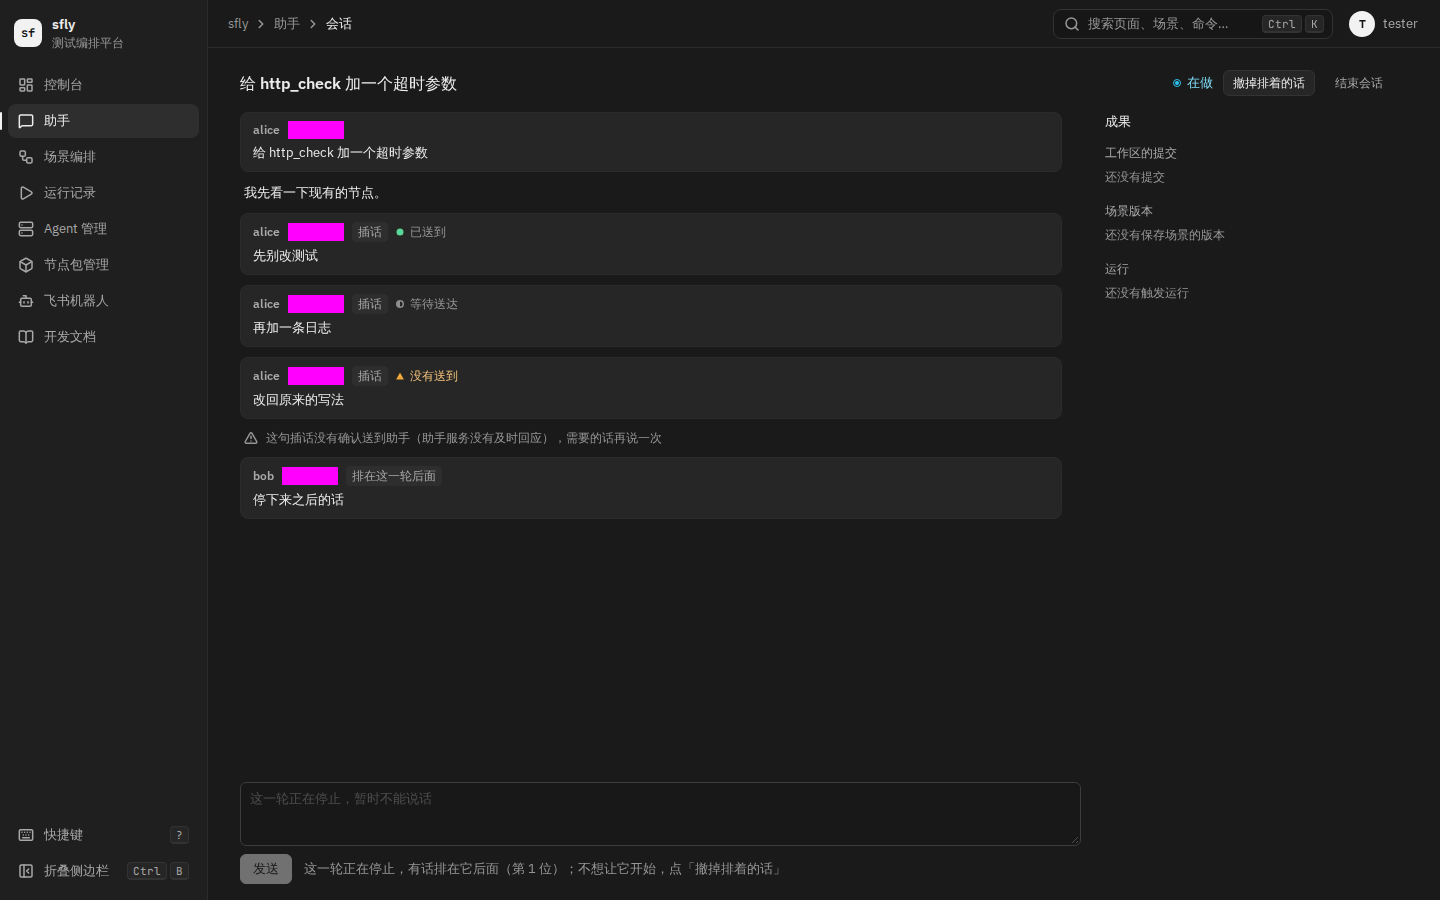 sf
sfly
测试编排平台
控制台
助手
场景编排
运行记录
Agent 管理
节点包管理
飞书机器人
开发文档
快捷键 ?
折叠侧边栏 Ctrl B
sfly > 助手 > 会话
搜索页面、场景、命令... Ctrl K
T tester
给 http_check 加一个超时参数
在做 撤掉排着的话 结束会话
alice
给 http_check 加一个超时参数
我先看一下现有的节点。
alice 插话 已送到
先别改测试
alice 插话 等待送达
再加一条日志
alice 插话 没有送到
改回原来的写法
这句插话没有确认送到助手（助手服务没有及时回应），需要的话再说一次
bob 排在这一轮后面
停下来之后的话
成果
工作区的提交
还没有提交
场景版本
还没有保存场景的版本
运行
还没有触发运行
这一轮正在停止，暂时不能说话
发送 这一轮正在停止，有话排在它后面（第 1 位）；不想让它开始，点「撤掉排着的话」